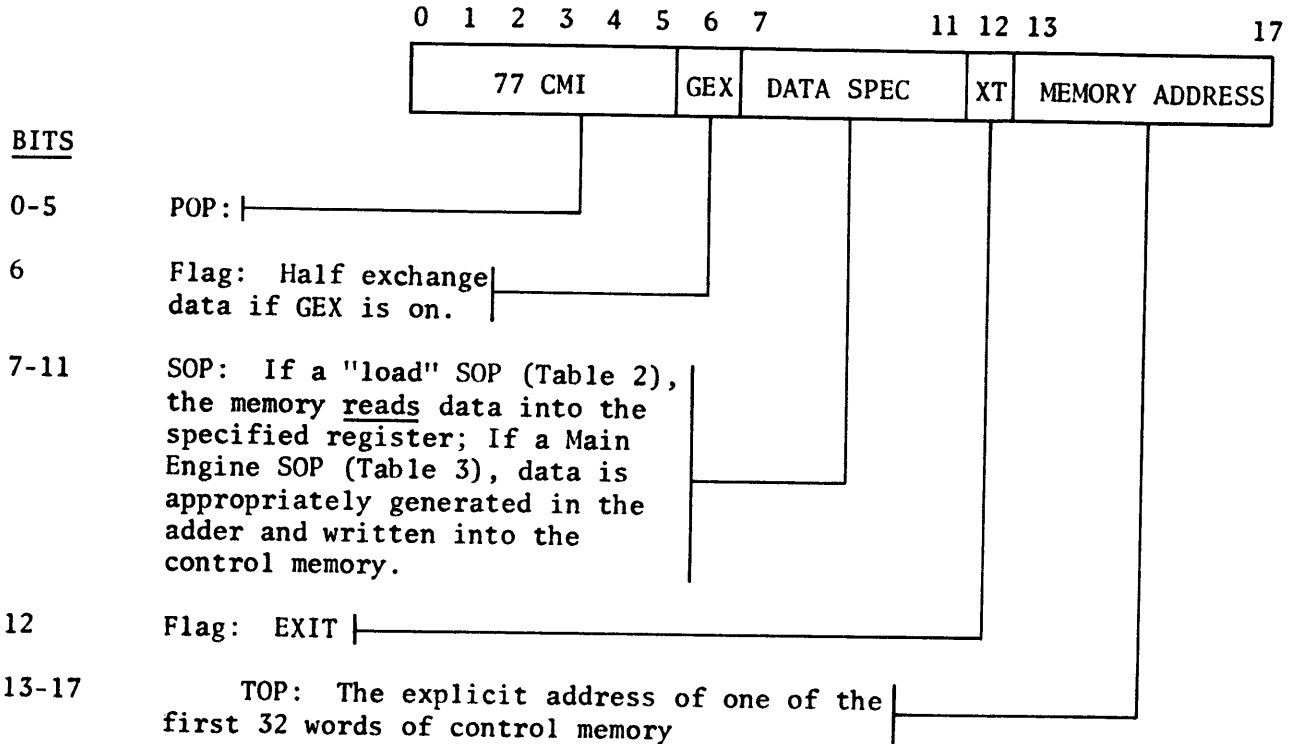 0 1 2 3 4 5 6 7 11 12 13 17
77 CMI GEX DATA SPEC XT MEMORY ADDRESS
BITS
0-5 POP:
6 Flag: Half exchange
data if GEX is on.
7-11 SOP: If a "load" SOP (Table 2),
the memory reads data into the
specified register; If a Main
Engine SOP (Table 3), data is
appropriately generated in the
adder and written into the
control memory.
12 Flag: EXIT
13-17 TOP: The explicit address of one of the
first 32 words of control memory